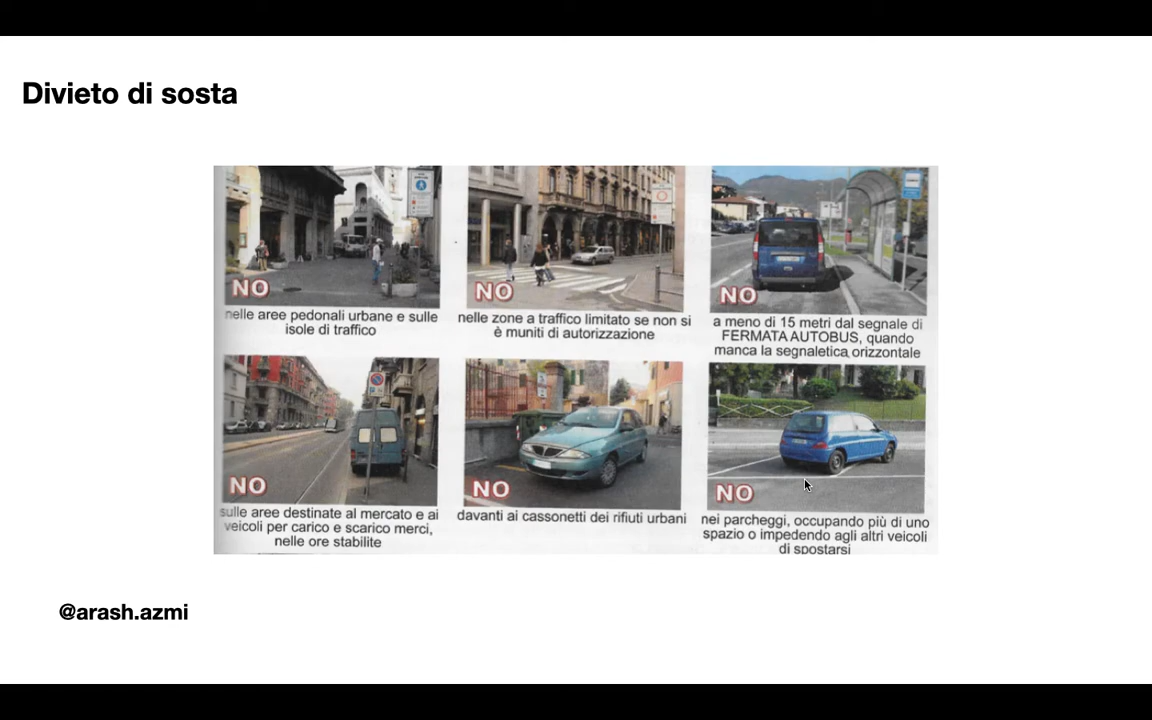 Divieto di sosta
NO
NO
NO
nelle aree pedonali urbane e sulle
isole di traffico
nelle zone a traffico limitato se non si
è muniti di autorizzazione
a meno di 15 metri dal segnale di
FERMATA AUTOBUS, quando
manca la segnaletica orizzontale
NO
NO
NO
sulle aree destinate al mercato e ai
veicoli per carico e scarico merci,
nelle ore stabilite
davanti ai cassonetti dei rifiuti urbani
nei parcheggi, occupando più di uno
spazio o impedendo agli altri veicoli
di spostarsi
@arash.azmi